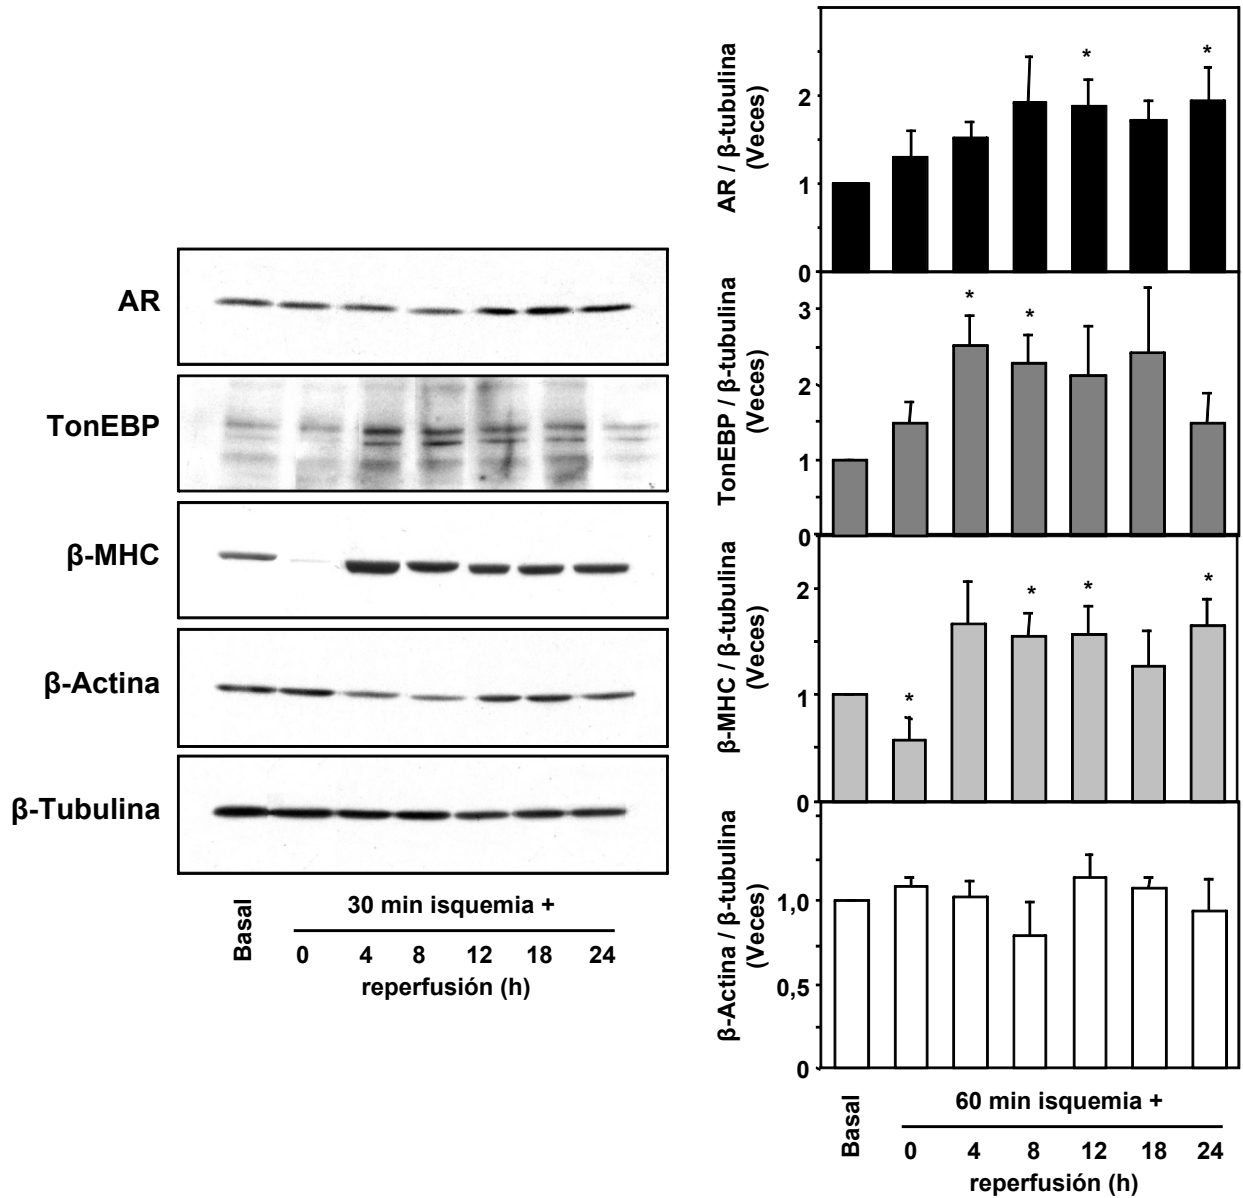 AR
TonEBP
β-MHC
β-Actina
β-Tubulina
Basal
30 min isquemia +
0 4 8 12 18 24
reperfusión (h)
AR / β-tubulina
(Veces)
2
1
0
* *
TonEBP / β-tubulina
(Veces)
3
2
1
0
* *
β-MHC / β-tubulina
(Veces)
2
1
0
* * * *
β-Actina / β-tubulina
(Veces)
1,0
0,5
0
Basal
60 min isquemia +
0 4 8 12 18 24
reperfusión (h)